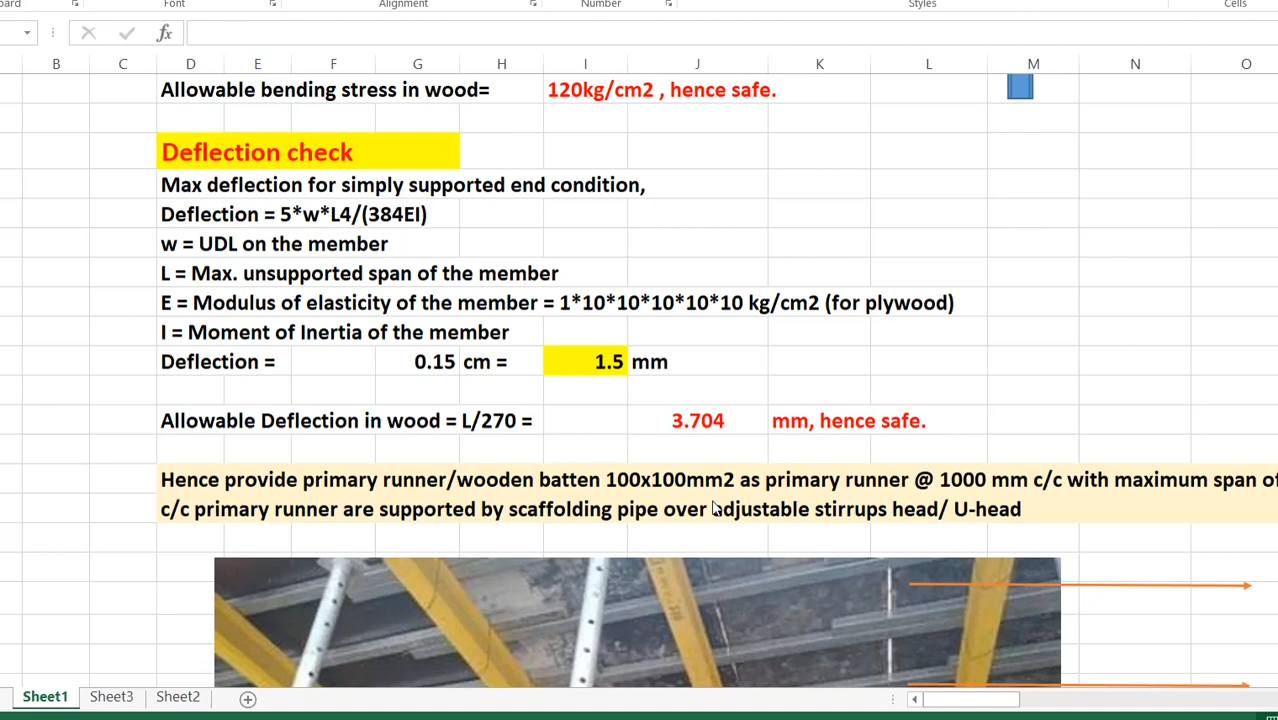 Font
Alignment
Number
Styles
Cells
fx
B C D E F G H I J K L M N O
Allowable bending stress in wood= 120kg/cm2 , hence safe.
Deflection check
Max deflection for simply supported end condition,
Deflection = 5*w*L4/(384EI)
w = UDL on the member
L = Max. unsupported span of the member
E = Modulus of elasticity of the member = 1*10*10*10*10*10 kg/cm2 (for plywood)
I = Moment of Inertia of the member
Deflection = 0.15 cm = 1.5 mm
Allowable Deflection in wood = L/270 = 3.704 mm, hence safe.
Hence provide primary runner/wooden batten 100x100mm2 as primary runner @ 1000 mm c/c with maximum span of
c/c primary runner are supported by scaffolding pipe over adjustable stirrups head/ U-head
Sheet1 Sheet3 Sheet2